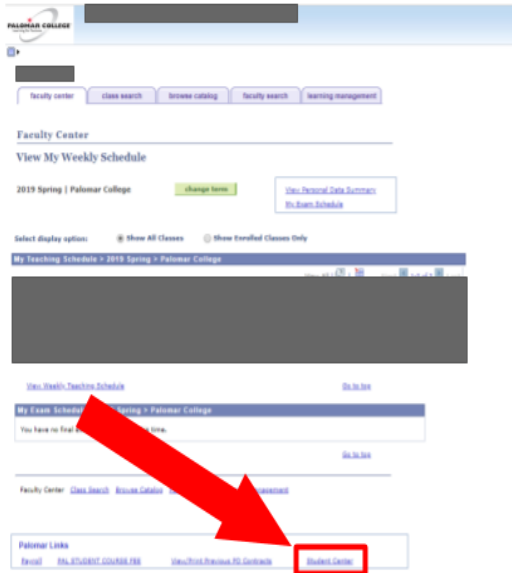 PALOMAR COLLEGE
faculty center class search browse catalog faculty search learning management
Faculty Center
View My Weekly Schedule
2019 Spring | Palomar College change term View Personal Data Summary
My Exam Schedule
Select display option: Show All Classes Show Enrolled Classes Only
My Teaching Schedule > 2019 Spring > Palomar College
View All
View Weekly Teaching Schedule Go to top
My Exam Schedule Spring > Palomar College
You have no final time.
Go to top
Faculty Center Class Search Browse Catalog
Palomar Links
Payroll PAL STUDENT COURSE FEE View/Print Previous PD Contracts Student Center